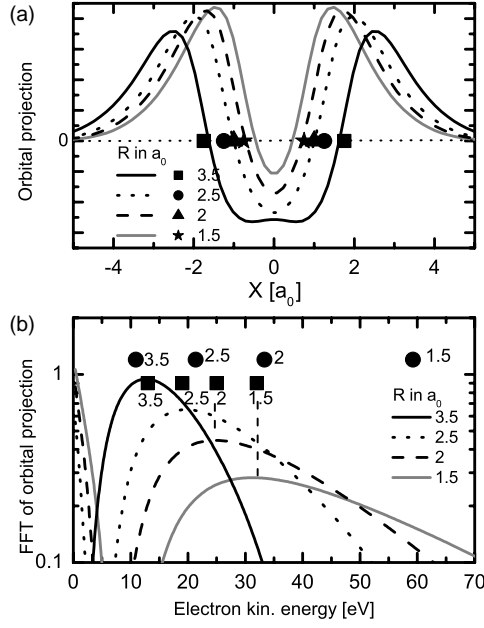 (a)
Orbital projection
0
R in a₀
3.5
2.5
2
1.5
-4 -2 0 2 4
X [a₀]
(b)
FFT of orbital projection
1
0.1
3.5 2.5 2 1.5
3.5 2.5 2 1.5
R in a₀
3.5
2.5
2
1.5
0 10 20 30 40 50 60 70
Electron kin. energy [eV]